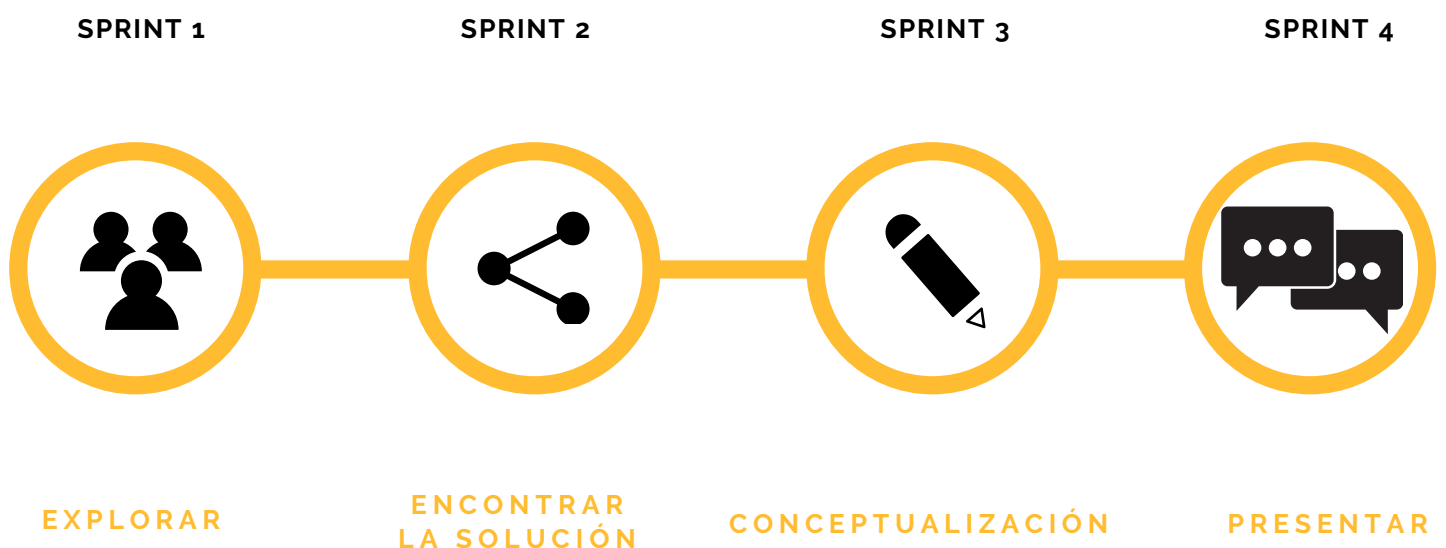 SPRINT 1
SPRINT 2
SPRINT 3
SPRINT 4
EXPLORAR
ENCONTRAR
LA SOLUCIÓN
CONCEPTUALIZACIÓN
PRESENTAR